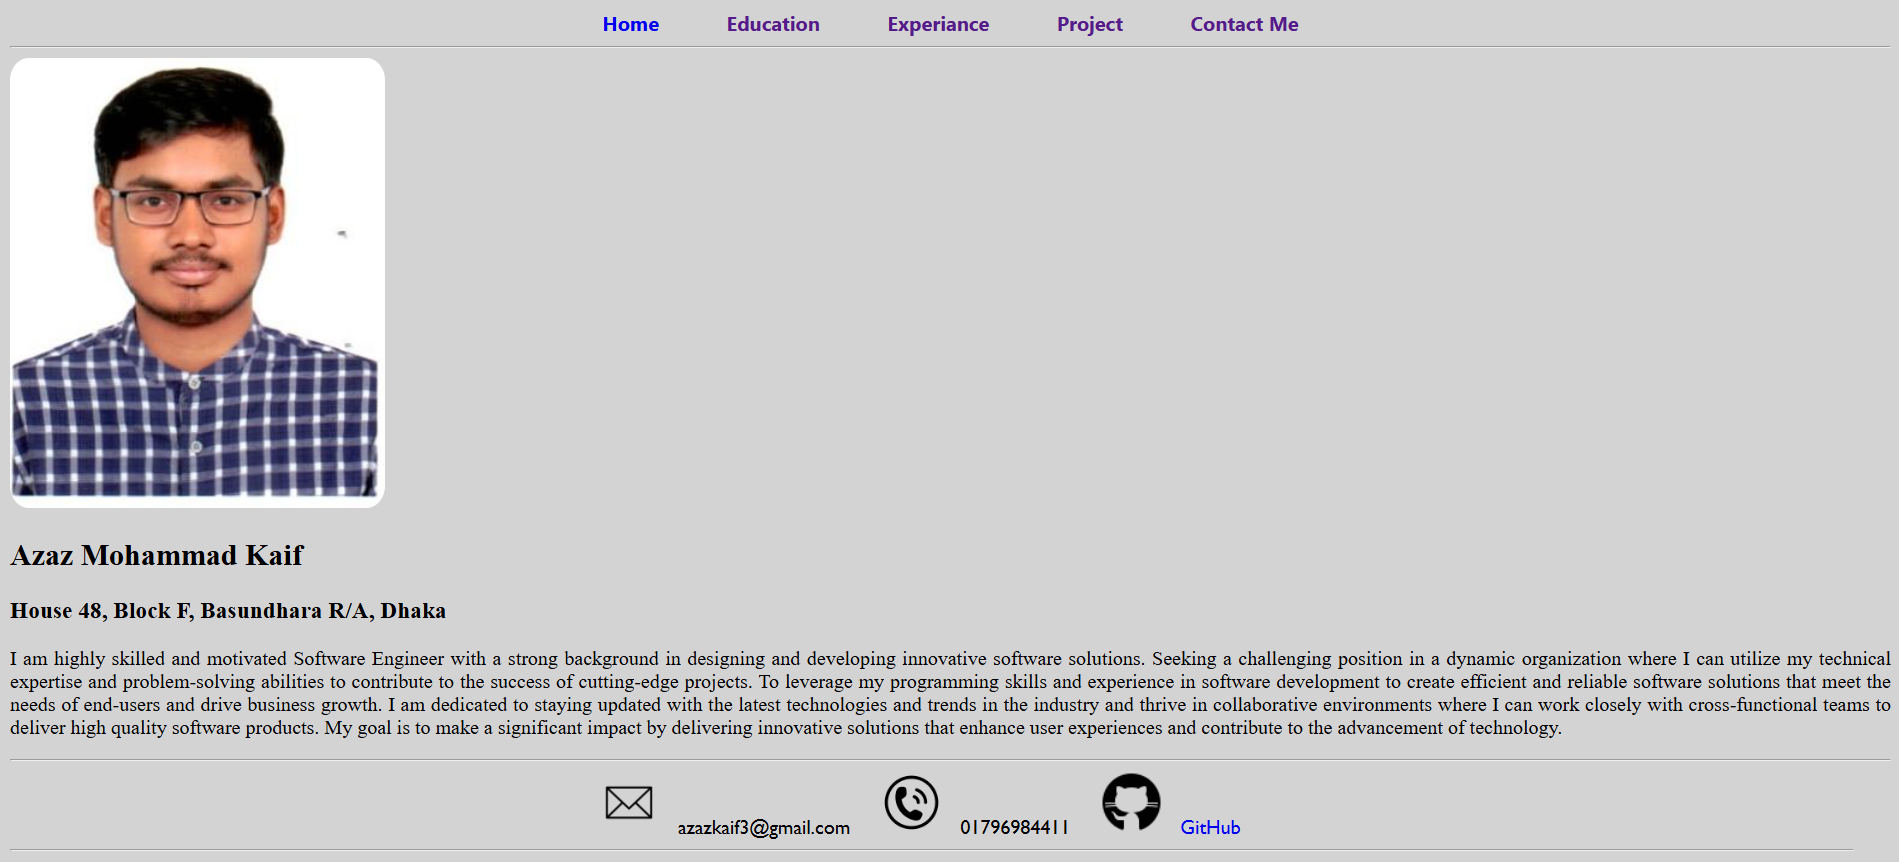 Home Education Experiance Project Contact Me
Azaz Mohammad Kaif
House 48, Block F, Basundhara R/A, Dhaka
I am highly skilled and motivated Software Engineer with a strong background in designing and developing innovative software solutions. Seeking a challenging position in a dynamic organization where I can utilize my technical
expertise and problem-solving abilities to contribute to the success of cutting-edge projects. To leverage my programming skills and experience in software development to create efficient and reliable software solutions that meet the
needs of end-users and drive business growth. I am dedicated to staying updated with the latest technologies and trends in the industry and thrive in collaborative environments where I can work closely with cross-functional teams to
deliver high quality software products. My goal is to make a significant impact by delivering innovative solutions that enhance user experiences and contribute to the advancement of technology.
azazkaif3@gmail.com 01796984411 GitHub